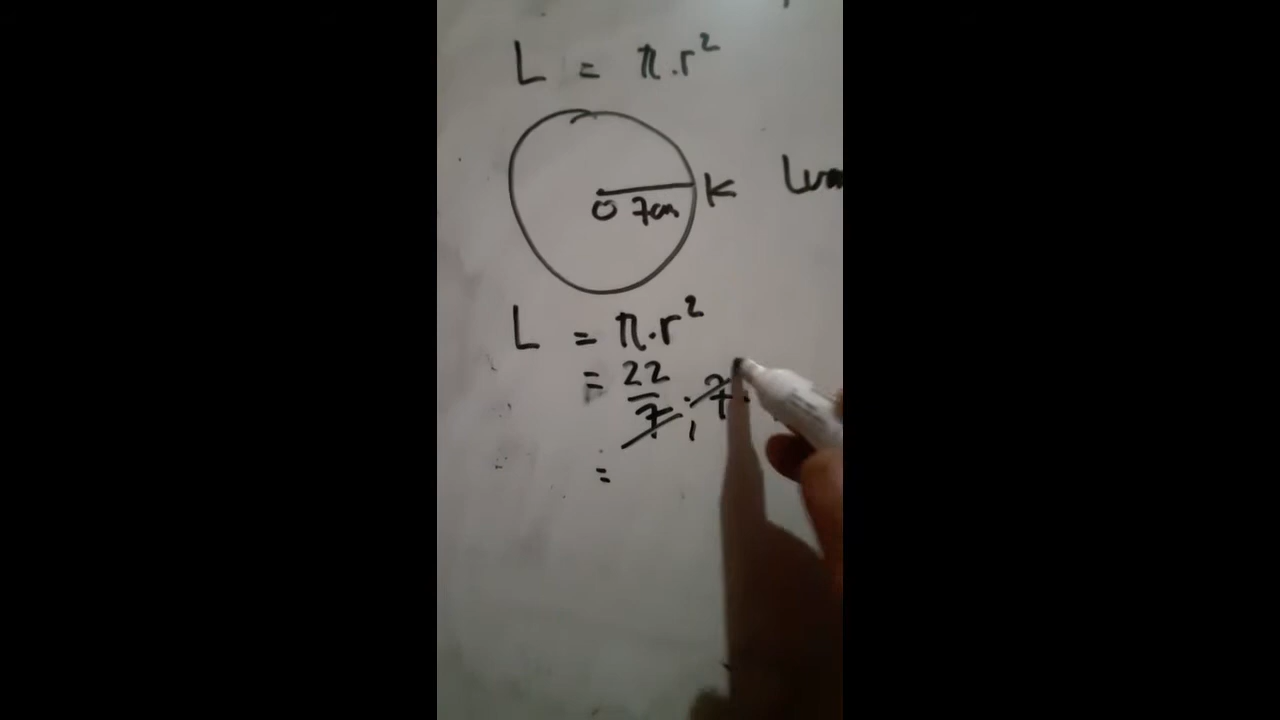 L = π.r²
O 7cm K
L = π.r²
= 22/7 . 7 .
=